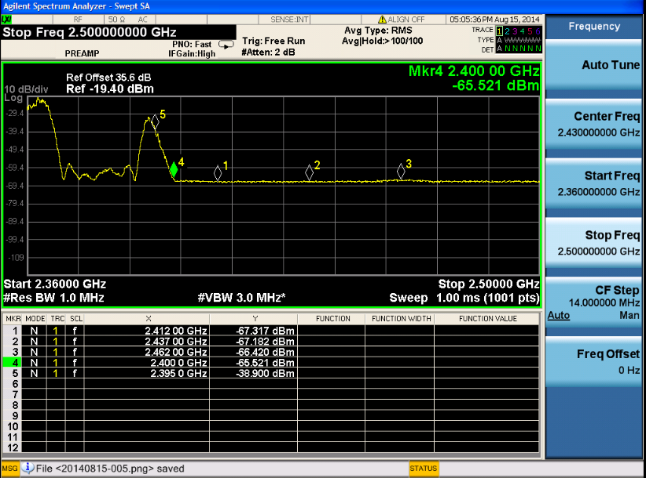 Agilent Spectrum Analyzer - Swept SA
RF 50 Ω AC SENSE:INT ALIGN OFF 05:05:36 PM Aug 15, 2014
Stop Freq 2.500000000 GHz
PREAMP
PNO: Fast
IFGain:High
Trig: Free Run
#Atten: 2 dB
Avg Type: RMS
Avg|Hold:>100/100
TRACE 1 2 3 4 5 6
TYPE A
DET A N N N N N
Ref Offset 35.6 dB
10 dB/div Ref -19.40 dBm
Log
Mkr4 2.400 00 GHz
-65.521 dBm
-29.4
-39.4
-49.4
-59.4
-69.4
-79.4
-89.4
-99.4
-109
5
4
1
2
3
Start 2.36000 GHz Stop 2.50000 GHz
#Res BW 1.0 MHz #VBW 3.0 MHz* Sweep 1.00 ms (1001 pts)
MKR MODE TRC SCL X Y FUNCTION FUNCTION WIDTH FUNCTION VALUE
1 N 1 f 2.412 00 GHz -67.317 dBm
2 N 1 f 2.437 00 GHz -67.182 dBm
3 N 1 f 2.462 00 GHz -66.420 dBm
4 N 1 f 2.400 0 GHz -65.521 dBm
5 N 1 f 2.395 0 GHz -38.900 dBm
6
7
8
9
10
11
12
MSG File <20140815-005.png> saved STATUS
Frequency
Auto Tune
Center Freq
2.430000000 GHz
Start Freq
2.360000000 GHz
Stop Freq
2.500000000 GHz
CF Step
14.000000 MHz
Auto Man
Freq Offset
0 Hz